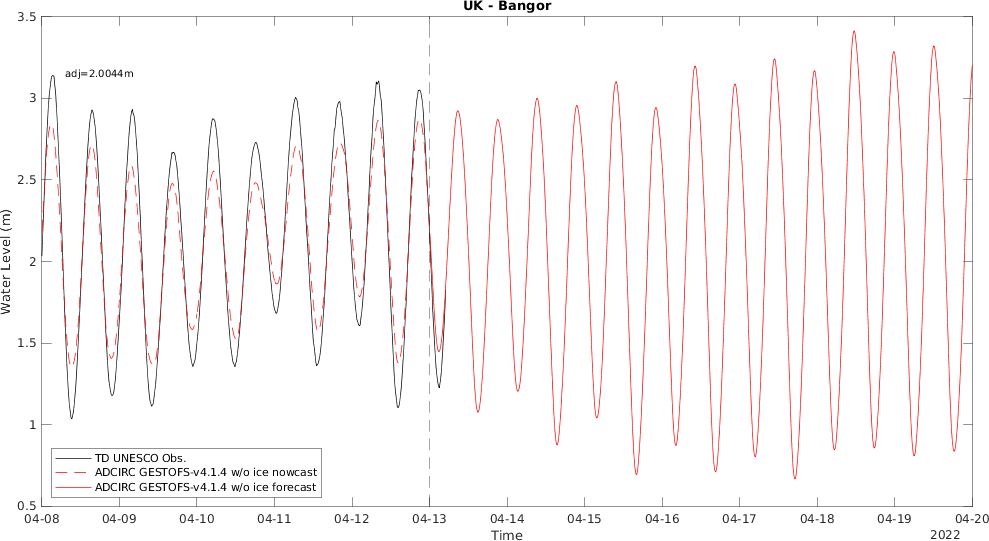 UK - Bangor
adj=2.0044m
3.5
3
2.5
2
1.5
1
0.5
Water Level (m)
TD UNESCO Obs.
ADCIRC GESTOFS-v4.1.4 w/o ice nowcast
ADCIRC GESTOFS-v4.1.4 w/o ice forecast
04-08 04-09 04-10 04-11 04-12 04-13 04-14 04-15 04-16 04-17 04-18 04-19 04-20
Time
2022